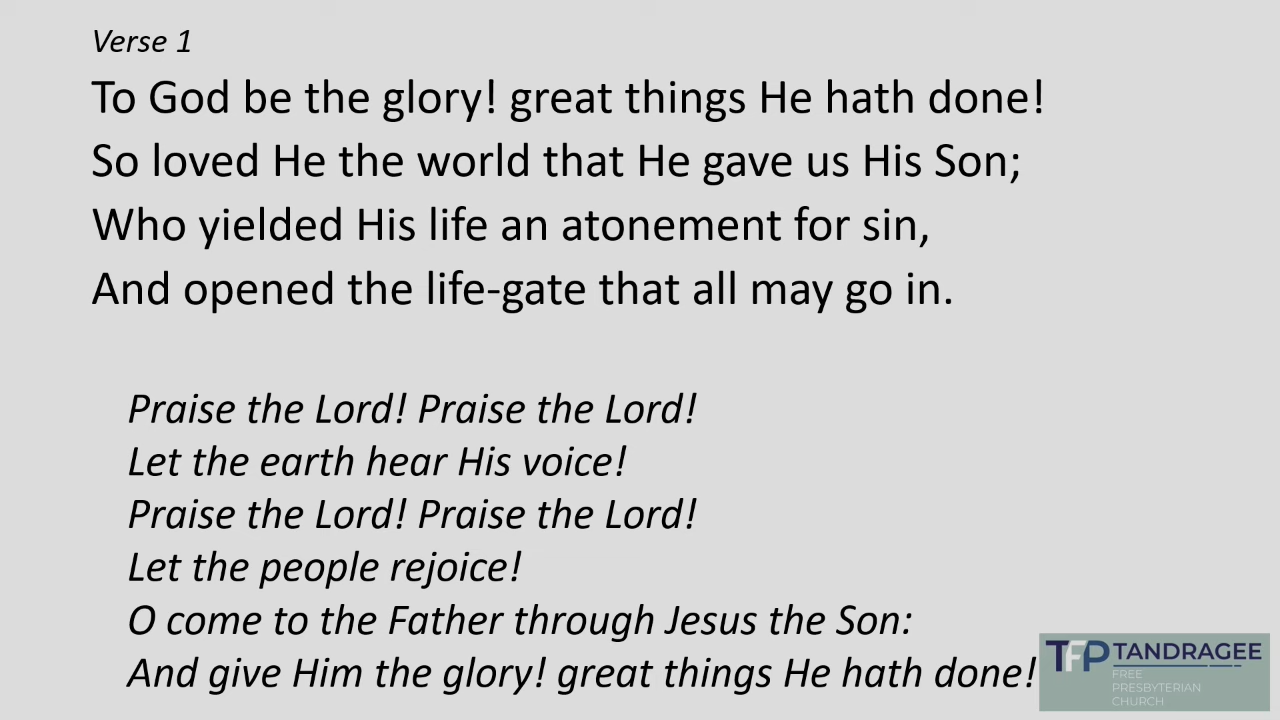 Verse 1
To God be the glory! great things He hath done!
So loved He the world that He gave us His Son;
Who yielded His life an atonement for sin,
And opened the life-gate that all may go in.
Praise the Lord! Praise the Lord!
Let the earth hear His voice!
Praise the Lord! Praise the Lord!
Let the people rejoice!
O come to the Father through Jesus the Son:
And give Him the glory! great things He hath done!
TFP TANDRAGEE
FREE
PRESBYTERIAN
CHURCH